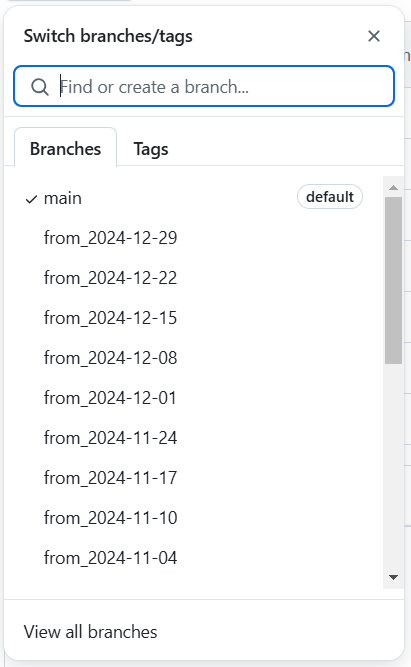 Switch branches/tags
Find or create a branch...
Branches Tags
main default
from_2024-12-29
from_2024-12-22
from_2024-12-15
from_2024-12-08
from_2024-12-01
from_2024-11-24
from_2024-11-17
from_2024-11-10
from_2024-11-04
View all branches